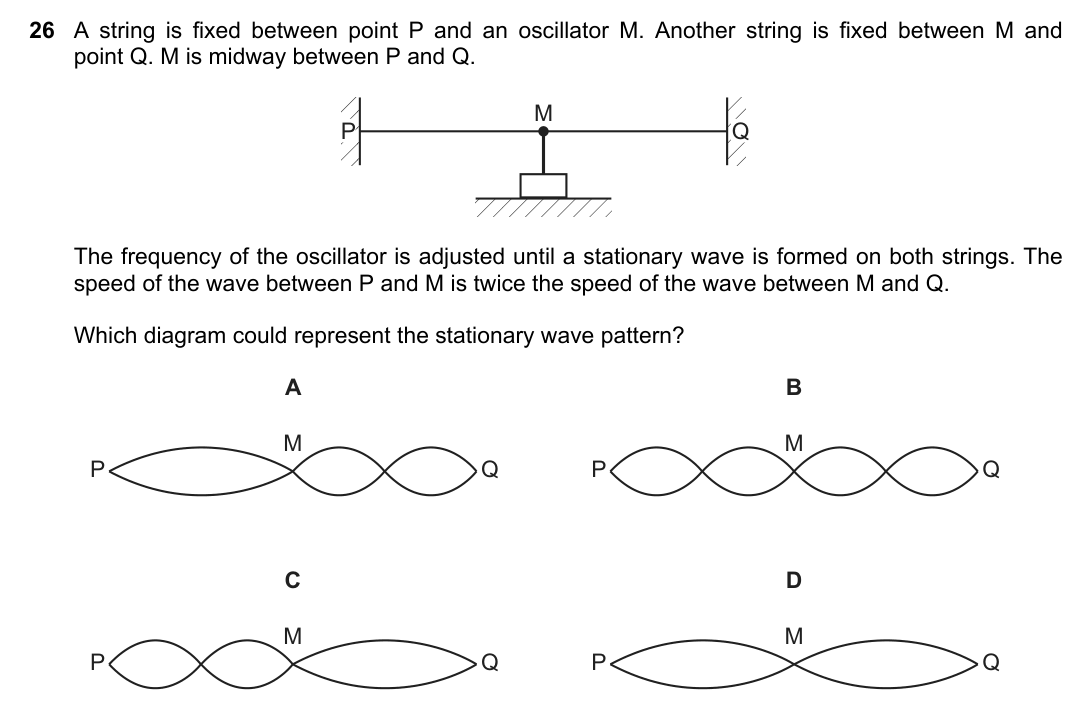 26 A string is fixed between point P and an oscillator M. Another string is fixed between M and
point Q. M is midway between P and Q.
M
P
Q
The frequency of the oscillator is adjusted until a stationary wave is formed on both strings. The
speed of the wave between P and M is twice the speed of the wave between M and Q.
Which diagram could represent the stationary wave pattern?
A
B
M
M
P
Q
P
Q
C
D
M
M
P
Q
P
Q